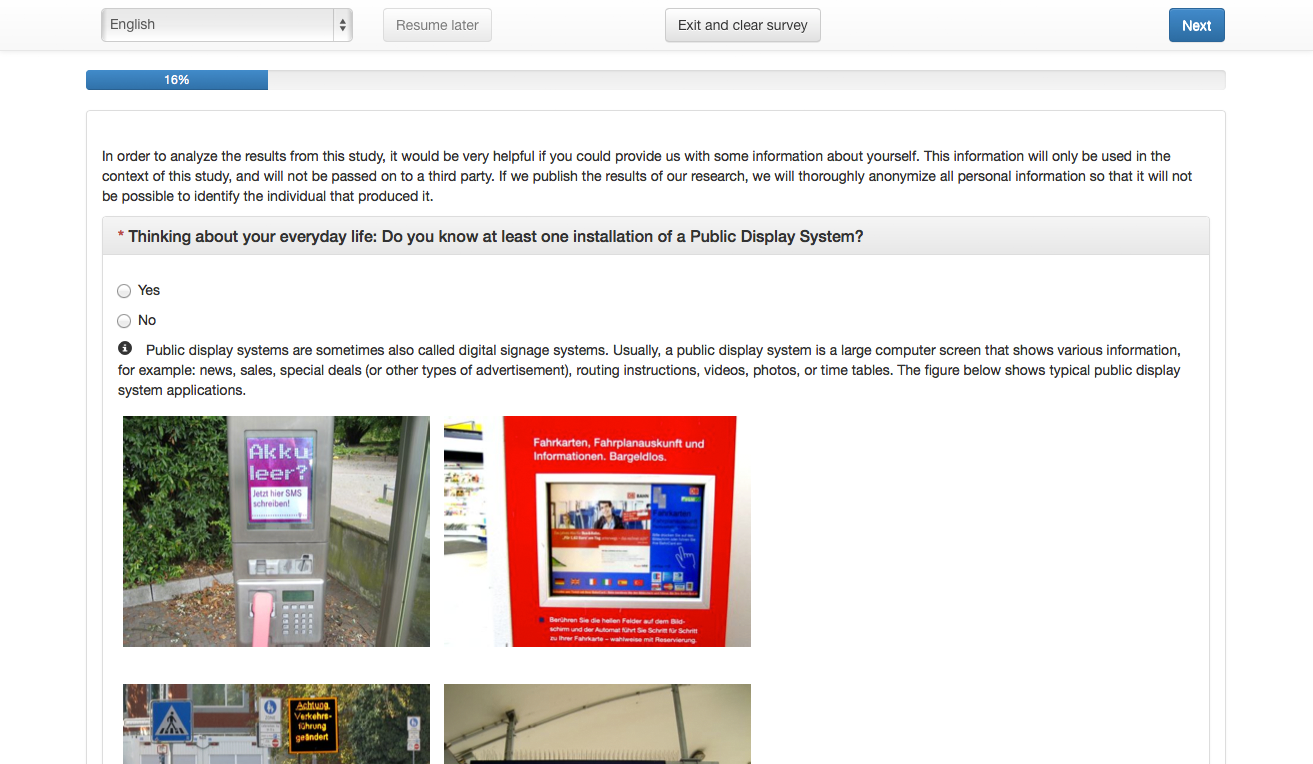 English
Resume later
Exit and clear survey
Next
16%
In order to analyze the results from this study, it would be very helpful if you could provide us with some information about yourself. This information will only be used in the
context of this study, and will not be passed on to a third party. If we publish the results of our research, we will thoroughly anonymize all personal information so that it will not
be possible to identify the individual that produced it.
* Thinking about your everyday life: Do you know at least one installation of a Public Display System?
Yes
No
Public display systems are sometimes also called digital signage systems. Usually, a public display system is a large computer screen that shows various information,
for example: news, sales, special deals (or other types of advertisement), routing instructions, videos, photos, or time tables. The figure below shows typical public display
system applications.
Akku
leer?
Jetzt hier SMS
schreiben!
Fahrkarten, Fahrplanauskunft und
Informationen. Bargeldlos.
Fahrkarten
Berühren Sie die hellen Felder auf dem Bild-
schirm und der Automat führt Sie Schritt für Schritt
zu Ihrer Fahrkarte – wahlweise mit Reservierung.
Achtung
Verkehrs-
führung
geändert